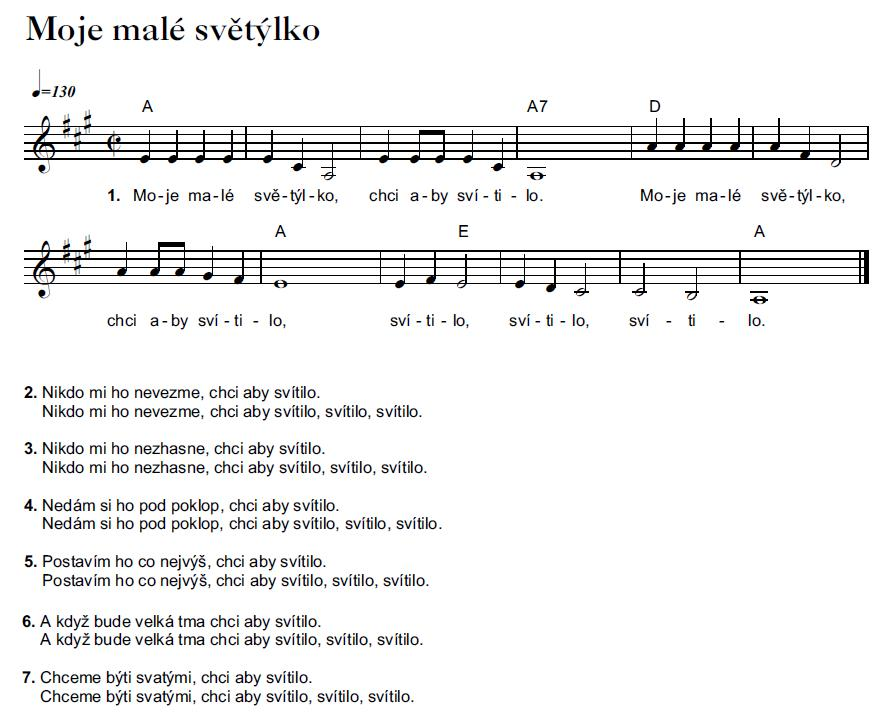 Moje malé světýlko
=130
A A7 D
1. Mo-je ma-lé svě-týl-ko, chci a-by sví-ti-lo. Mo-je ma-lé svě-týl-ko,
A E A
chci a-by sví-ti-lo, sví-ti-lo, sví-ti-lo, sví-ti-lo.
2. Nikdo mi ho nevezme, chci aby svítilo.
Nikdo mi ho nevezme, chci aby svítilo, svítilo, svítilo.
3. Nikdo mi ho nezhasne, chci aby svítilo.
Nikdo mi ho nezhasne, chci aby svítilo, svítilo, svítilo.
4. Nedám si ho pod poklop, chci aby svítilo.
Nedám si ho pod poklop, chci aby svítilo, svítilo, svítilo.
5. Postavím ho co nejvýš, chci aby svítilo.
Postavím ho co nejvýš, chci aby svítilo, svítilo, svítilo.
6. A když bude velká tma chci aby svítilo.
A když bude velká tma chci aby svítilo, svítilo, svítilo.
7. Chceme býti svatými, chci aby svítilo.
Chceme býti svatými, chci aby svítilo, svítilo, svítilo.